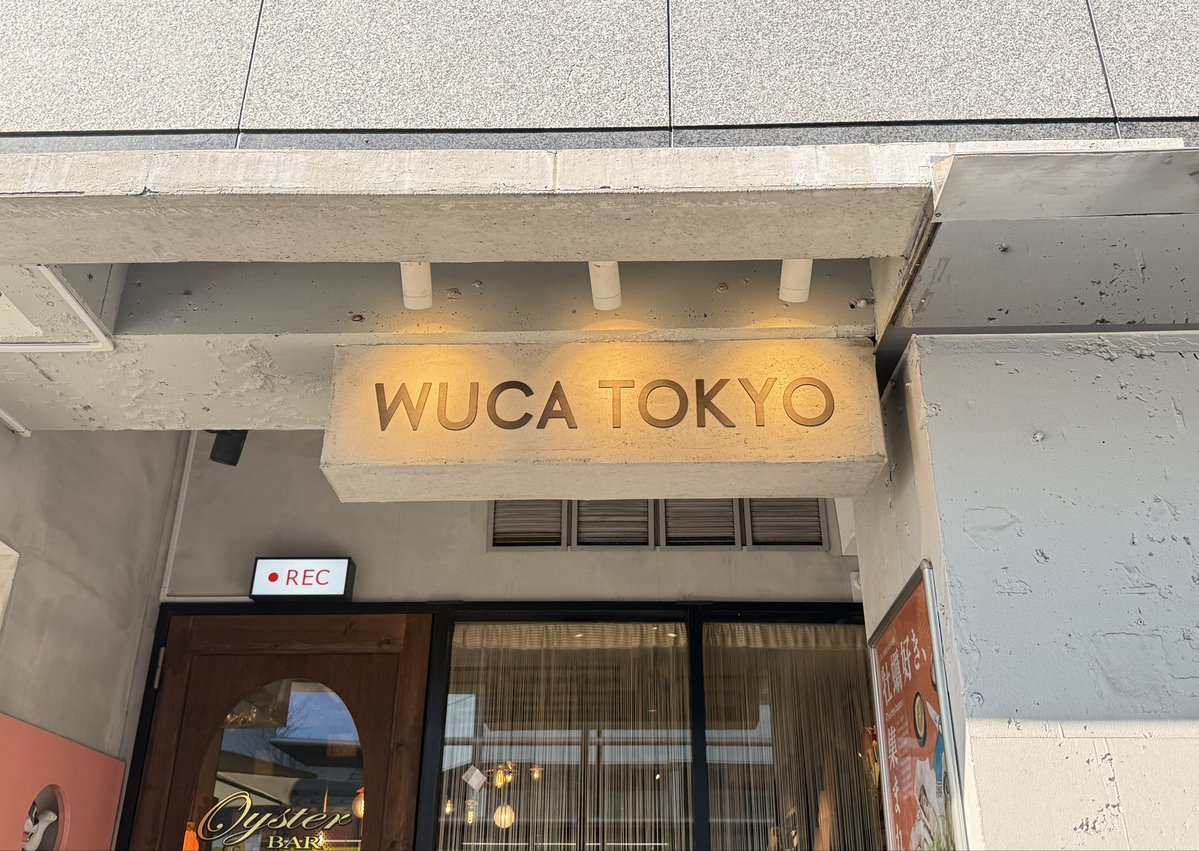 WUCA TOKYO
REC
Oyster
BAR
牡蠣好き、